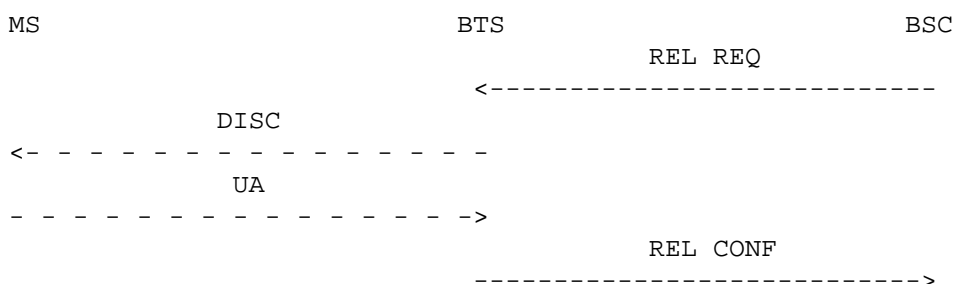 MS BTS BSC
REL REQ
DISC
UA
REL CONF